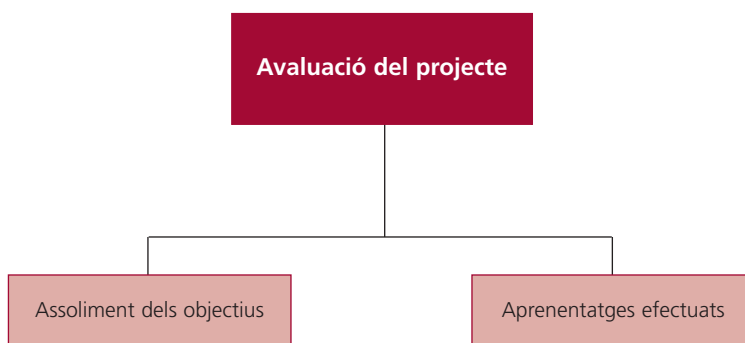 Avaluació del projecte
Assoliment dels objectius
Aprenentatges efectuats